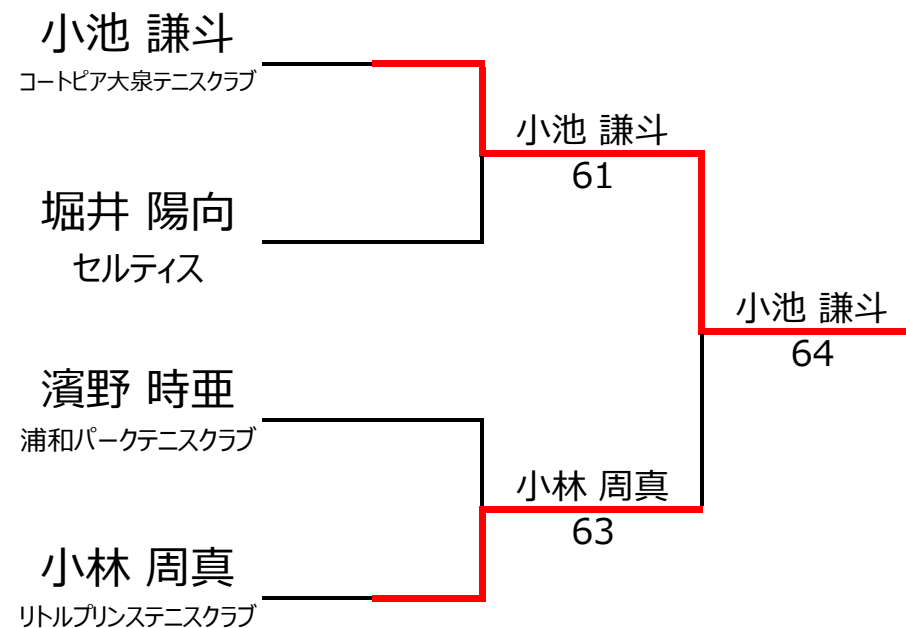 小池 謙斗
コートピア大泉テニスクラブ
小池 謙斗
61
堀井 陽向
セルティス
小池 謙斗
64
濱野 時亜
浦和パークテニスクラブ
小林 周真
63
小林 周真
リトルプリンステニスクラブ